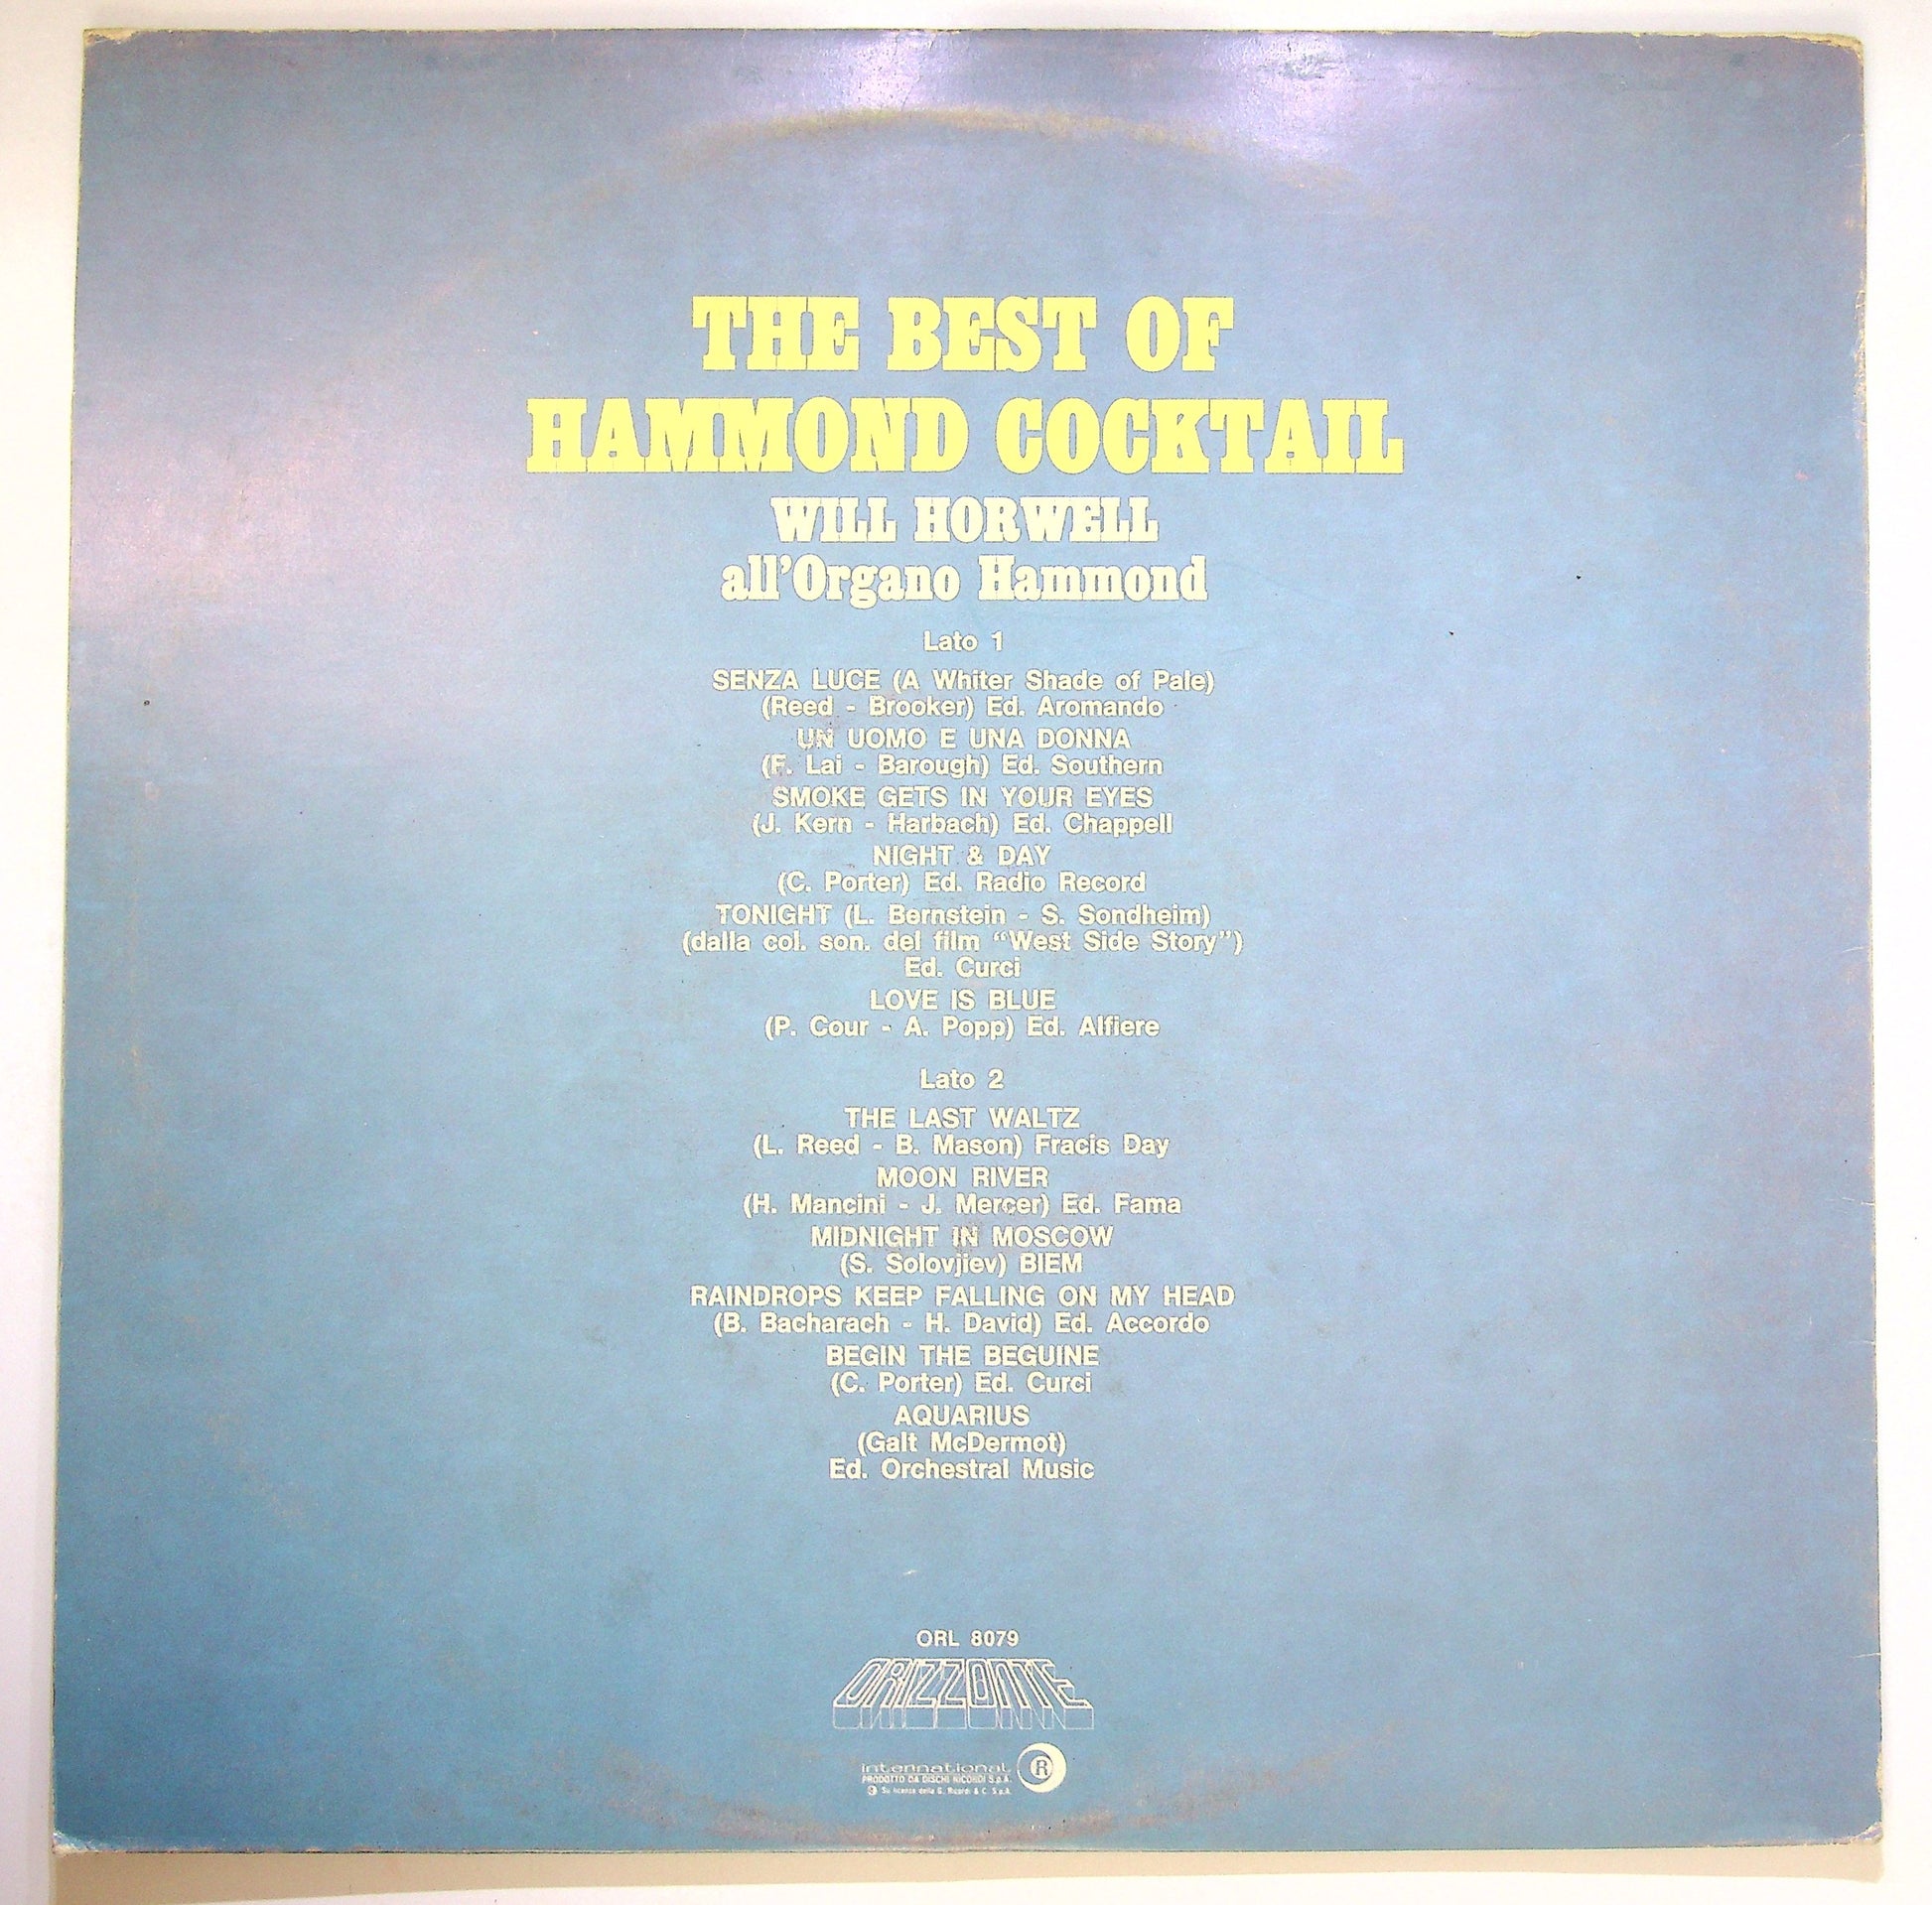 THE BEST OF
HAMMOND COCKTAIL
WILL HORWELL
all'Organo Hammond
Lato 1
SENZA LUCE (A Whiter Shade of Pale)
(Reed - Brooker) Ed. Aromando
UN UOMO E UNA DONNA
(F. Lai - Barough) Ed. Southern
SMOKE GETS IN YOUR EYES
(J. Kern - Harbach) Ed. Chappell
NIGHT & DAY
(C. Porter) Ed. Radio Record
TONIGHT (L. Bernstein - S. Sondheim)
(dalla col. son. del film “West Side Story”)
Ed. Curci
LOVE IS BLUE
(P. Cour - A. Popp) Ed. Alfiere
Lato 2
THE LAST WALTZ
(L. Reed - B. Mason) Fracis Day
MOON RIVER
(H. Mancini - J. Mercer) Ed. Fama
MIDNIGHT IN MOSCOW
(S. Solovjiev) BIEM
RAINDROPS KEEP FALLING ON MY HEAD
(B. Bacharach - H. David) Ed. Accordo
BEGIN THE BEGUINE
(C. Porter) Ed. Curci
AQUARIUS
(Galt McDermot)
Ed. Orchestral Music
ORL 8079
ORIZZONTE
international R
PRODOTTO DA DISCHI RICORDI S.p.A.
Su licenza della G. Ricordi & C. S.p.A.